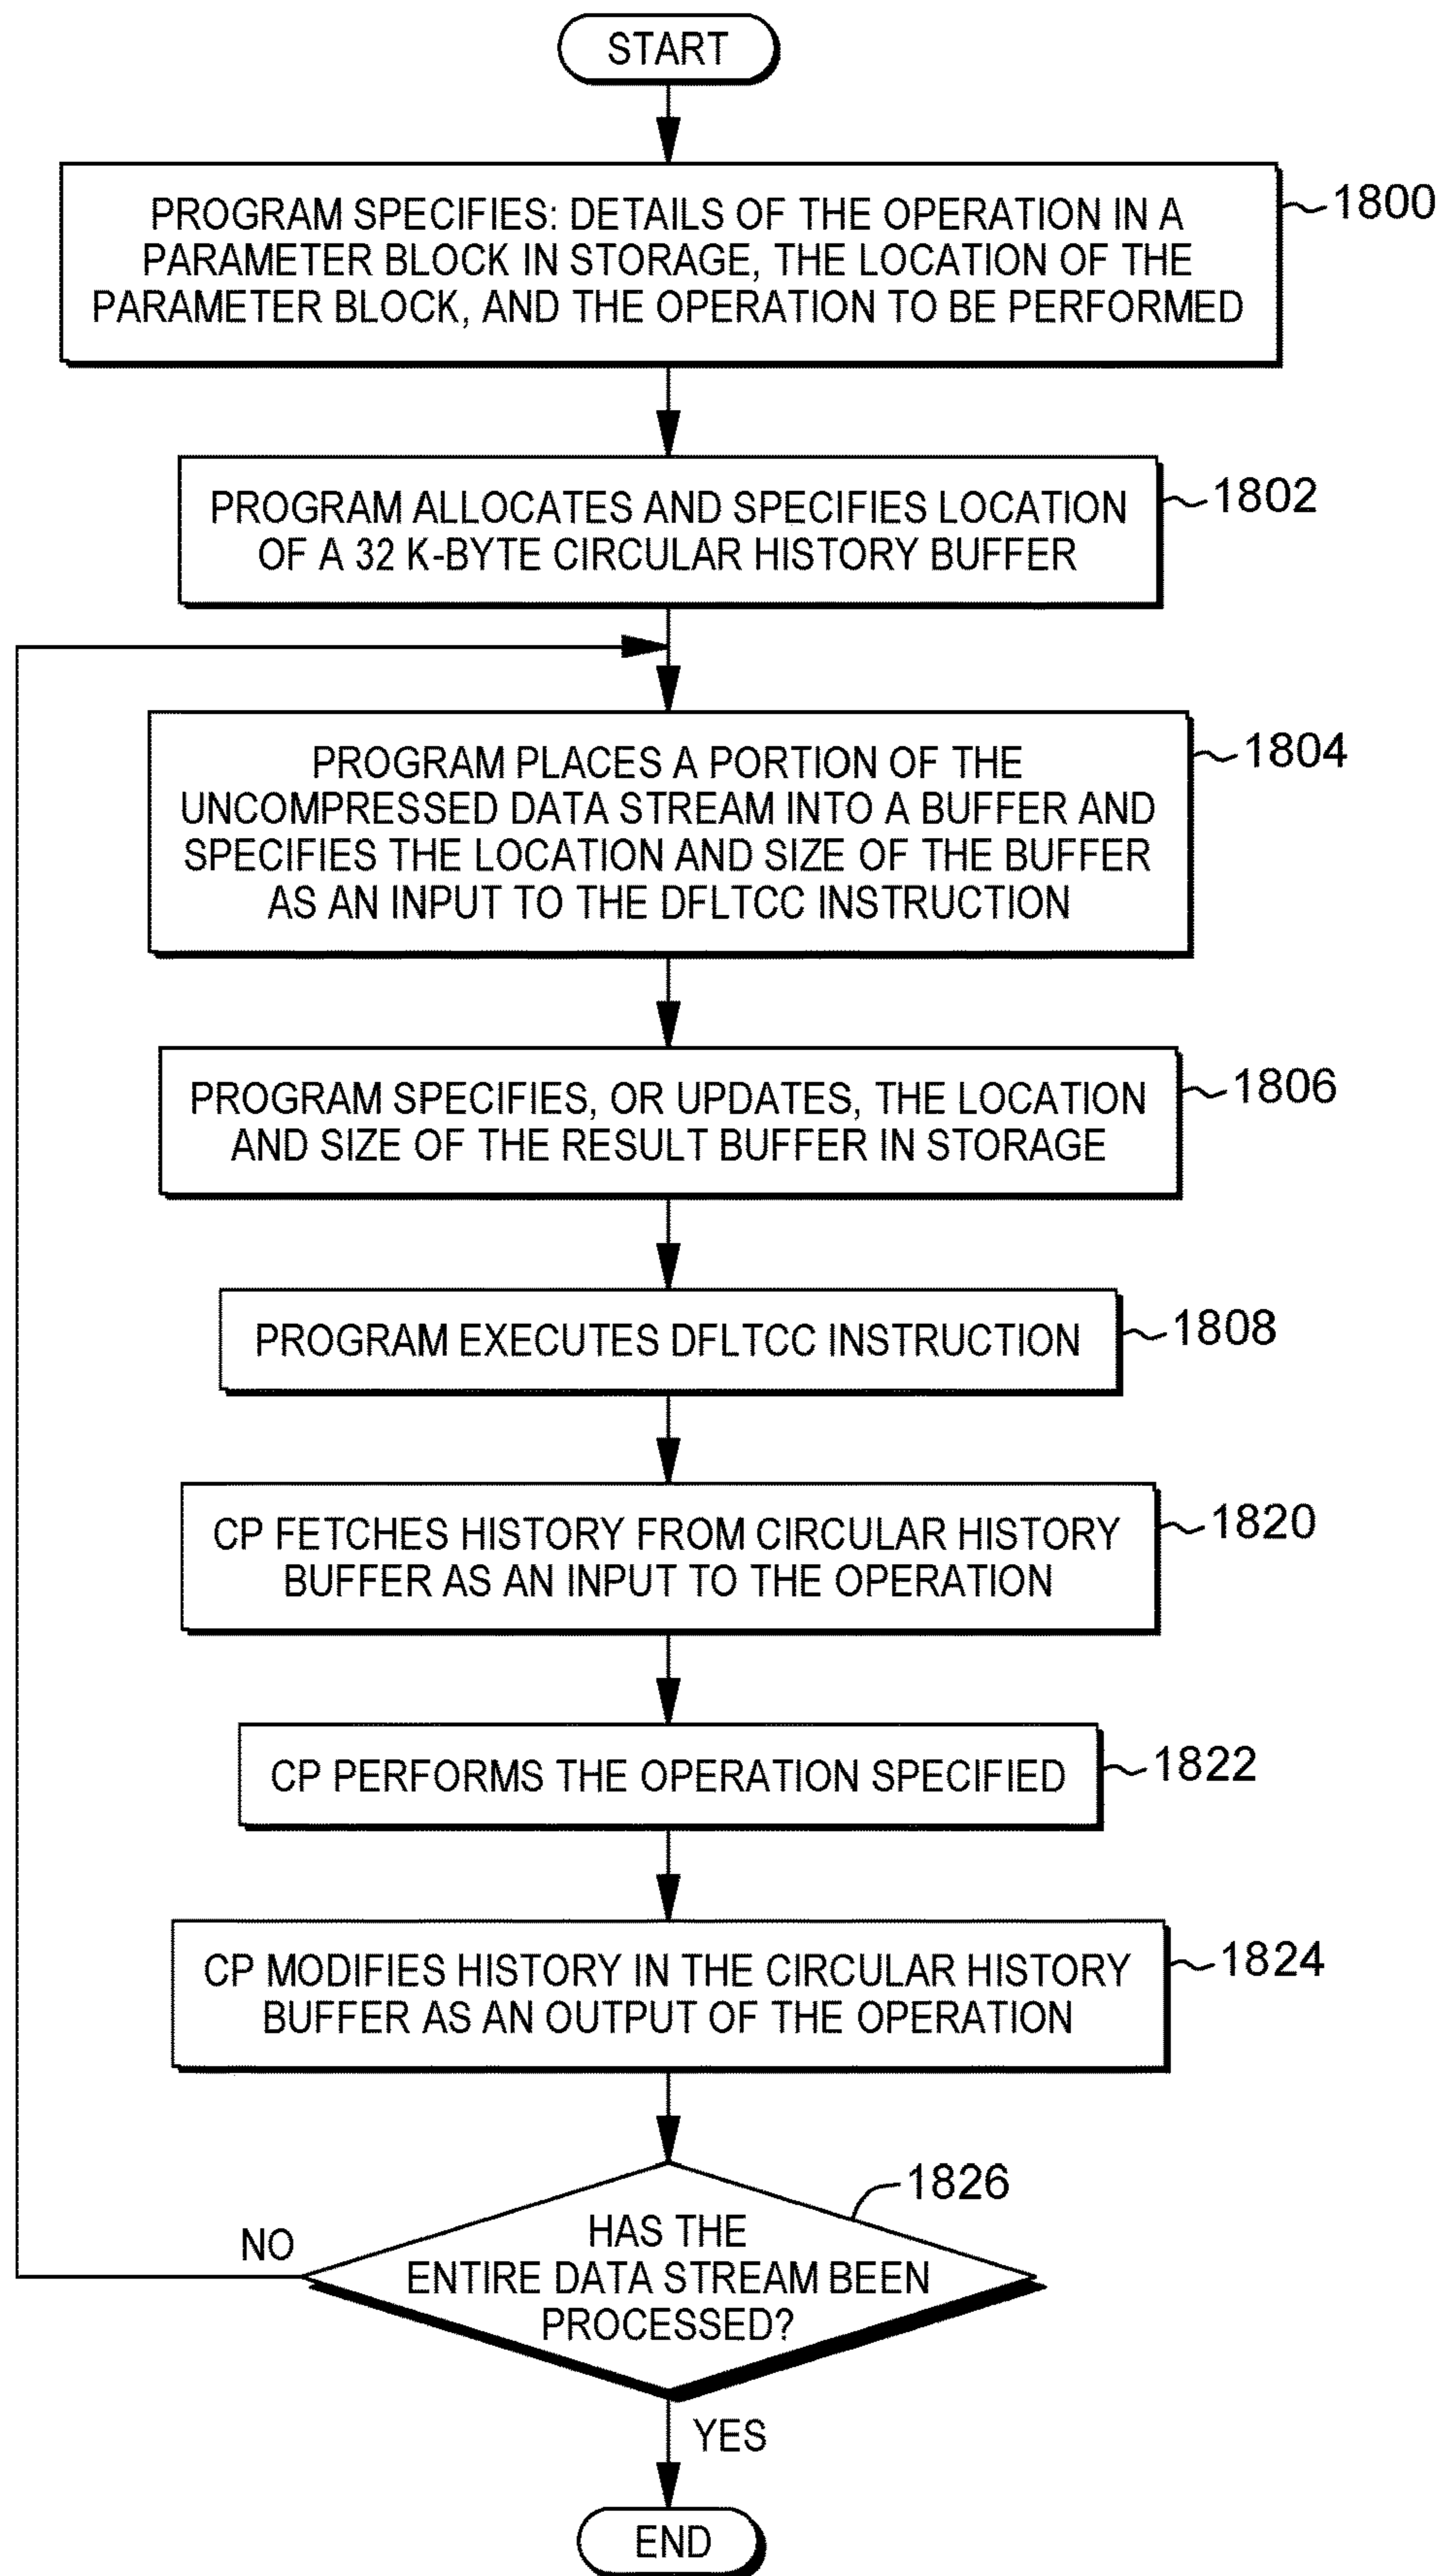 START
PROGRAM SPECIFIES: DETAILS OF THE OPERATION IN A
PARAMETER BLOCK IN STORAGE, THE LOCATION OF THE
PARAMETER BLOCK, AND THE OPERATION TO BE PERFORMED
1800
PROGRAM ALLOCATES AND SPECIFIES LOCATION
OF A 32 K-BYTE CIRCULAR HISTORY BUFFER
1802
PROGRAM PLACES A PORTION OF THE
UNCOMPRESSED DATA STREAM INTO A BUFFER AND
SPECIFIES THE LOCATION AND SIZE OF THE BUFFER
AS AN INPUT TO THE DFLTCC INSTRUCTION
1804
PROGRAM SPECIFIES, OR UPDATES, THE LOCATION
AND SIZE OF THE RESULT BUFFER IN STORAGE
1806
PROGRAM EXECUTES DFLTCC INSTRUCTION
1808
CP FETCHES HISTORY FROM CIRCULAR HISTORY
BUFFER AS AN INPUT TO THE OPERATION
1820
CP PERFORMS THE OPERATION SPECIFIED
1822
CP MODIFIES HISTORY IN THE CIRCULAR HISTORY
BUFFER AS AN OUTPUT OF THE OPERATION
1824
1826
HAS THE
ENTIRE DATA STREAM BEEN
PROCESSED?
NO
YES
END